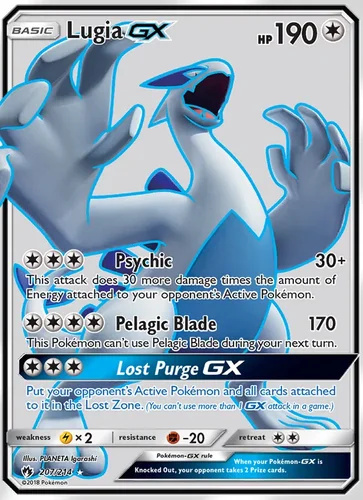 BASIC Lugia GX HP 190
Psychic 30+
This attack does 30 more damage times the amount of
Energy attached to your opponent's Active Pokémon.
Pelagic Blade 170
This Pokémon can't use Pelagic Blade during your next turn.
Lost Purge GX
Put your opponent's Active Pokémon and all cards attached
to it in the Lost Zone. (You can't use more than 1 GX attack in a game.)
weakness ×2 resistance -20 retreat
Illus. PLANETA Igarashi
207/214
©2018 Pokémon
Pokémon-GX rule
When your Pokémon-GX is
Knocked Out, your opponent takes 2 Prize cards.